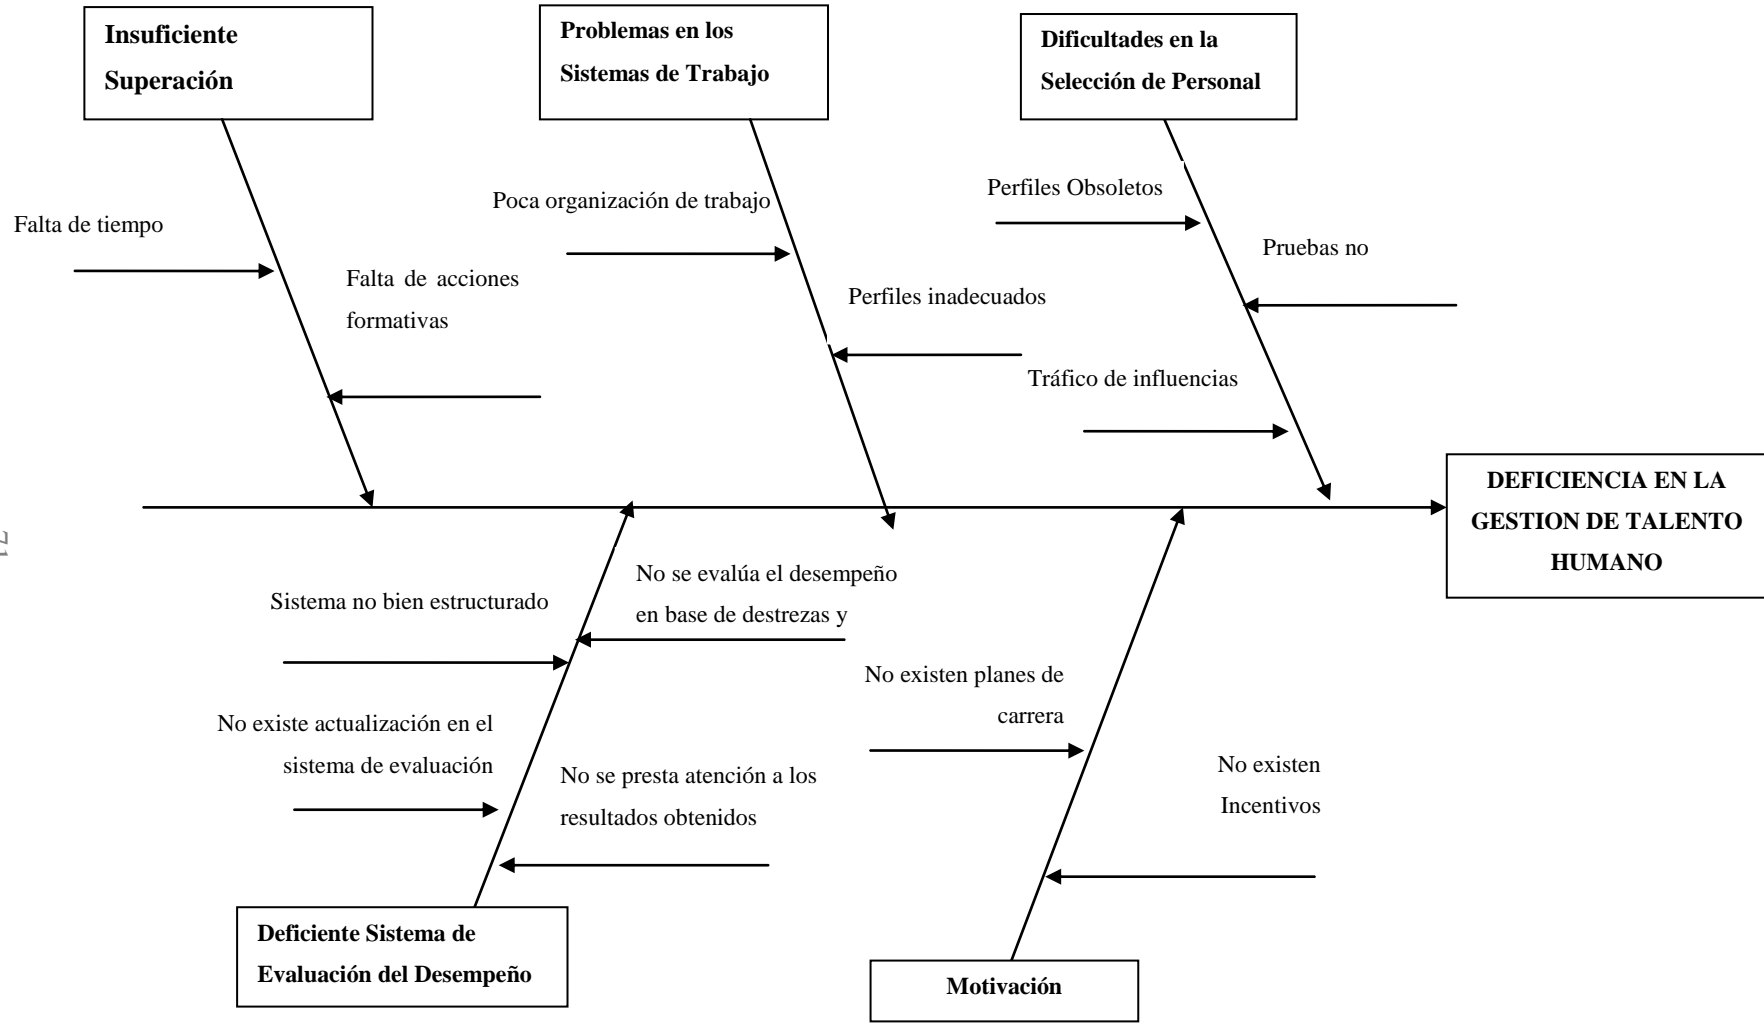 Insuficiente
Superación
Problemas en los
Sistemas de Trabajo
Dificultades en la
Selección de Personal
Falta de tiempo
Falta de acciones
formativas
Poca organización de trabajo
Perfiles inadecuados
Perfiles Obsoletos
Pruebas no
Tráfico de influencias
DEFICIENCIA EN LA
GESTION DE TALENTO
HUMANO
Sistema no bien estructurado
No se evalúa el desempeño
en base de destrezas y
No existe actualización en el
sistema de evaluación
No se presta atención a los
resultados obtenidos
No existen planes de
carrera
No existen
Incentivos
Deficiente Sistema de
Evaluación del Desempeño
Motivación